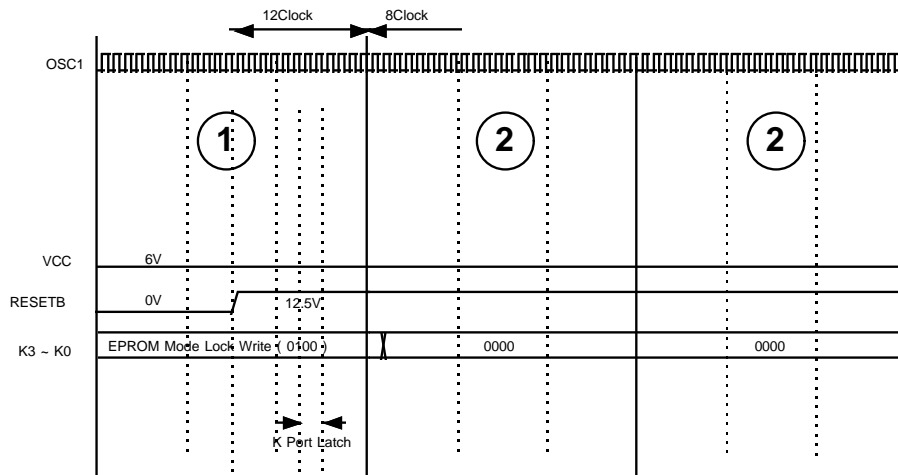 12Clock 8Clock
OSC1
1 2 2
VCC 6V
RESETB 0V 12.5V
K3 ~ K0 EPROM Mode Lock Write ( 0100 ) 0000 0000
K Port Latch